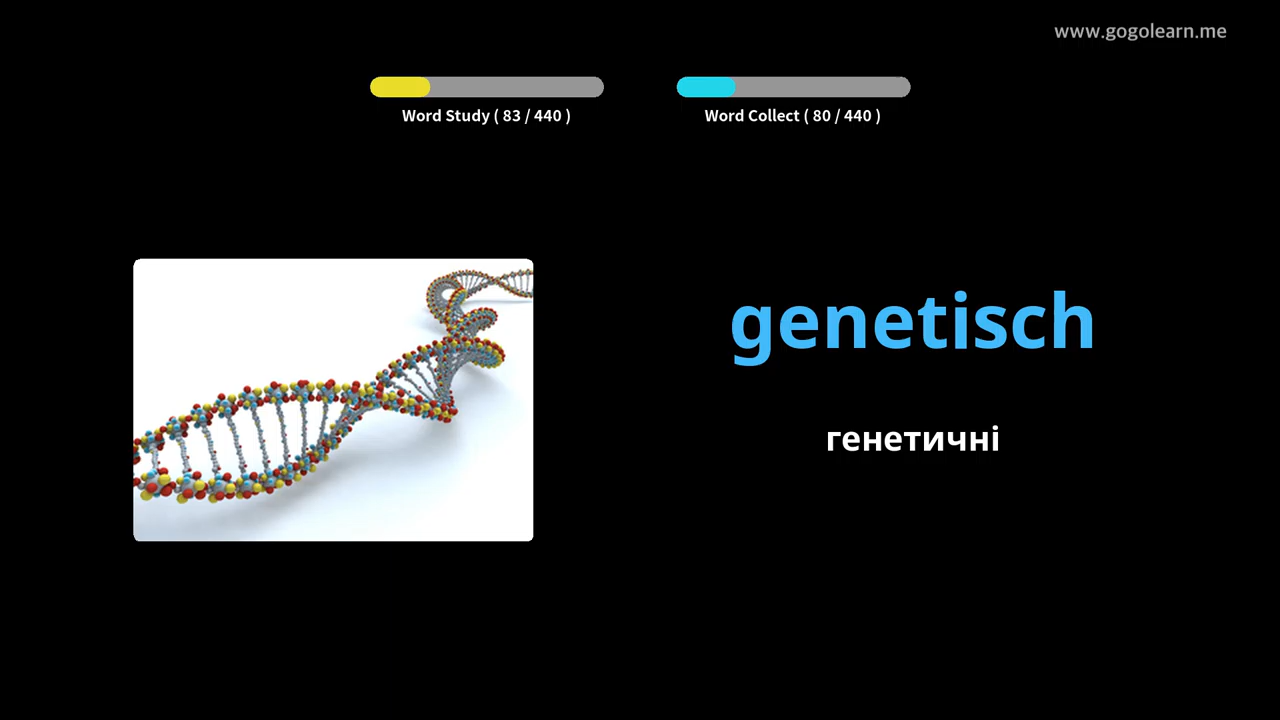 www.gogolearn.me
Word Study ( 83 / 440 )
Word Collect ( 80 / 440 )
genetisch
генетичні